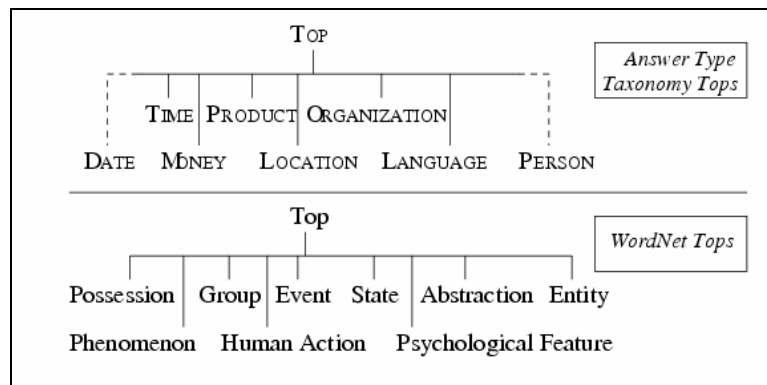 TOP
Answer Type
Taxonomy Tops
TIME PRODUCT ORGANIZATION
DATE MONEY LOCATION LANGUAGE PERSON
Top
WordNet Tops
Possession Group Event State Abstraction Entity
Phenomenon Human Action Psychological Feature